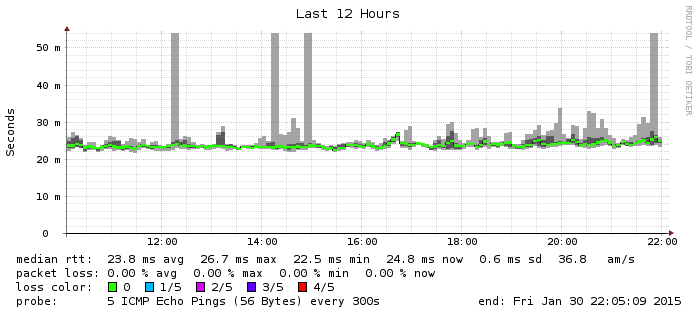 Last 12 Hours
RRDTOOL / TOBI OETIKER
Seconds
50 m
40 m
30 m
20 m
10 m
0
12:00 14:00 16:00 18:00 20:00 22:00
median rtt: 23.8 ms avg 26.7 ms max 22.5 ms min 24.8 ms now 0.6 ms sd 36.8 am/s
packet loss: 0.00 % avg 0.00 % max 0.00 % min 0.00 % now
loss color: 0 1/5 2/5 3/5 4/5
probe: 5 ICMP Echo Pings (56 Bytes) every 300s end: Fri Jan 30 22:05:09 2015